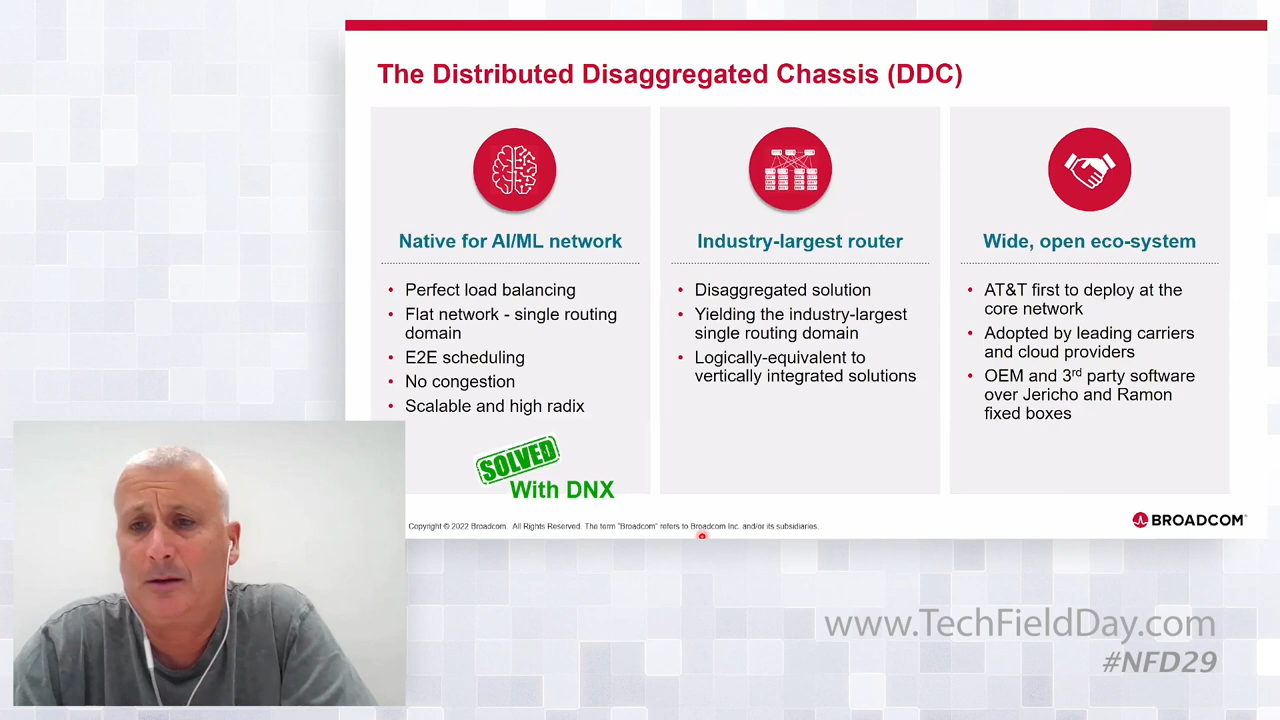 The Distributed Disaggregated Chassis (DDC)
Native for AI/ML network
• Perfect load balancing
• Flat network - single routing
domain
• E2E scheduling
• No congestion
• Scalable and high radix
SOLVED
With DNX
Industry-largest router
• Disaggregated solution
• Yielding the industry-largest
single routing domain
• Logically-equivalent to
vertically integrated solutions
Wide, open eco-system
• AT&T first to deploy at the
core network
• Adopted by leading carriers
and cloud providers
• OEM and 3rd party software
over Jericho and Ramon
fixed boxes
Copyright © 2022 Broadcom. All Rights Reserved. The term “Broadcom” refers to Broadcom Inc. and/or its subsidiaries.
BROADCOM
www.TechFieldDay.com
#NFD29